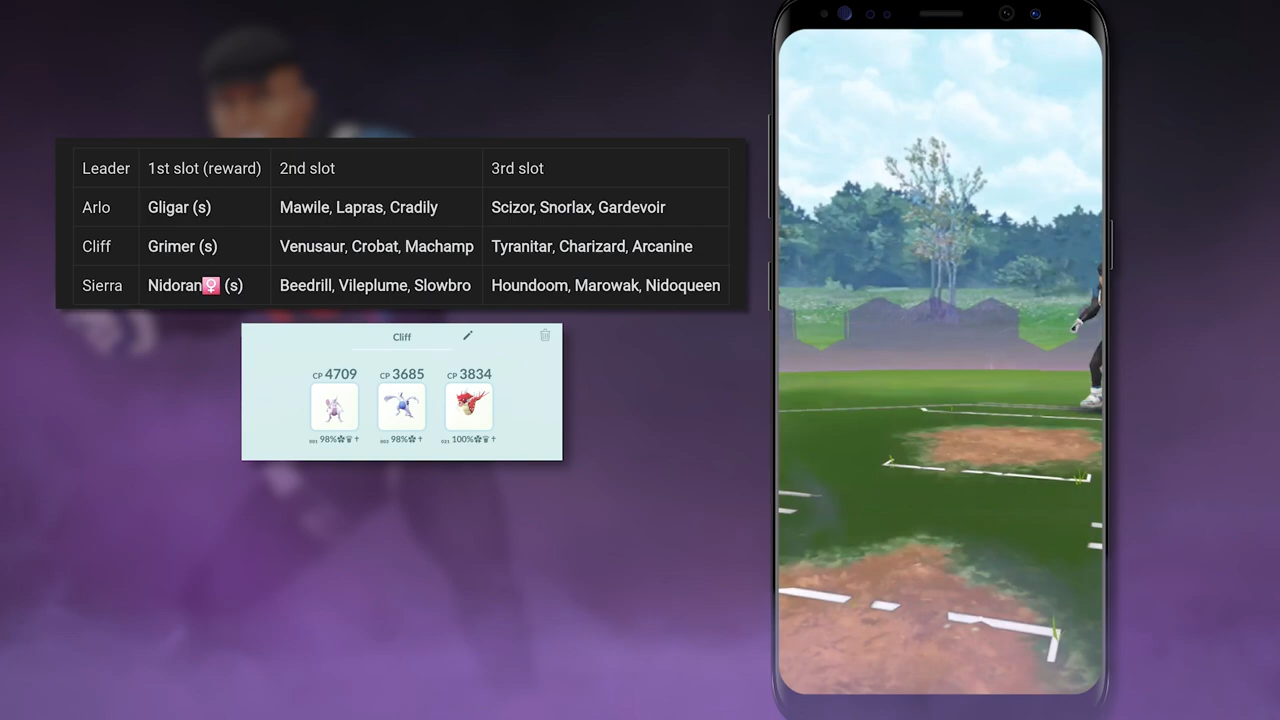 Leader 1st slot (reward) 2nd slot 3rd slot
Arlo Gligar (s) Mawile, Lapras, Cradily Scizor, Snorlax, Gardevoir
Cliff Grimer (s) Venusaur, Crobat, Machamp Tyranitar, Charizard, Arcanine
Sierra Nidoran♀ (s) Beedrill, Vileplume, Slowbro Houndoom, Marowak, Nidoqueen
Cliff
CP 4709 CP 3685 CP 3834
98% 98% 100%